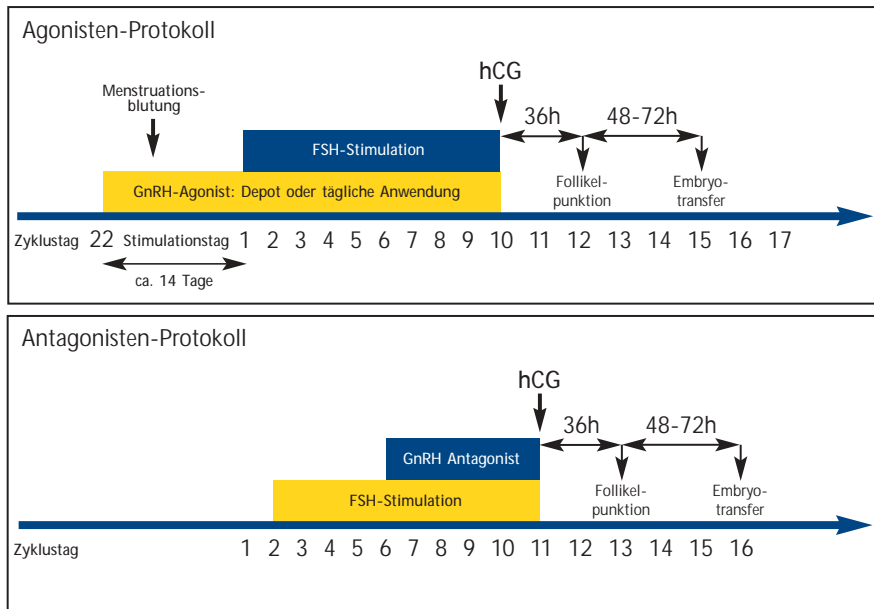 Agonisten-Protokoll
hCG
Menstruations-
blutung
36h
48-72h
FSH-Stimulation
GnRH-Agonist: Depot oder tägliche Anwendung
Follikel-
punktion
Embryo-
transfer
Zyklustag 22 Stimulationstag 1 2 3 4 5 6 7 8 9 10 11 12 13 14 15 16 17
ca. 14 Tage
Antagonisten-Protokoll
hCG
36h
48-72h
GnRH Antagonist
FSH-Stimulation
Follikel-
punktion
Embryo-
transfer
Zyklustag 1 2 3 4 5 6 7 8 9 10 11 12 13 14 15 16